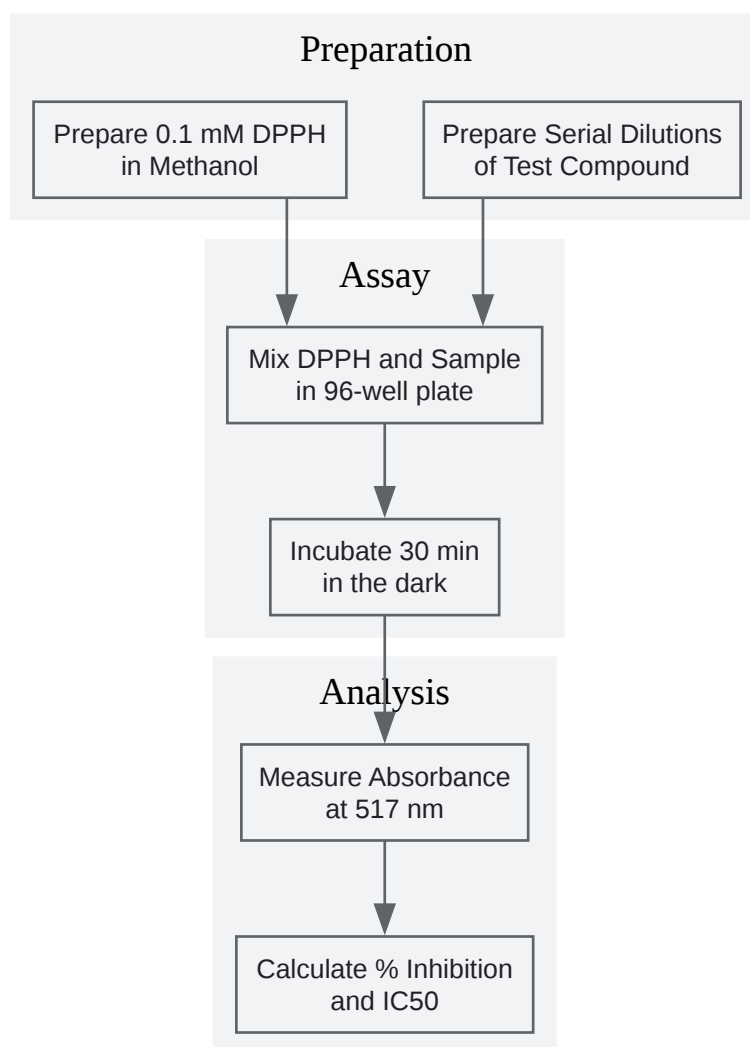 Preparation
Prepare 0.1 mM DPPH
in Methanol
Prepare Serial Dilutions
of Test Compound
Assay
Mix DPPH and Sample
in 96-well plate
Incubate 30 min
in the dark
Analysis
Measure Absorbance
at 517 nm
Calculate % Inhibition
and IC50